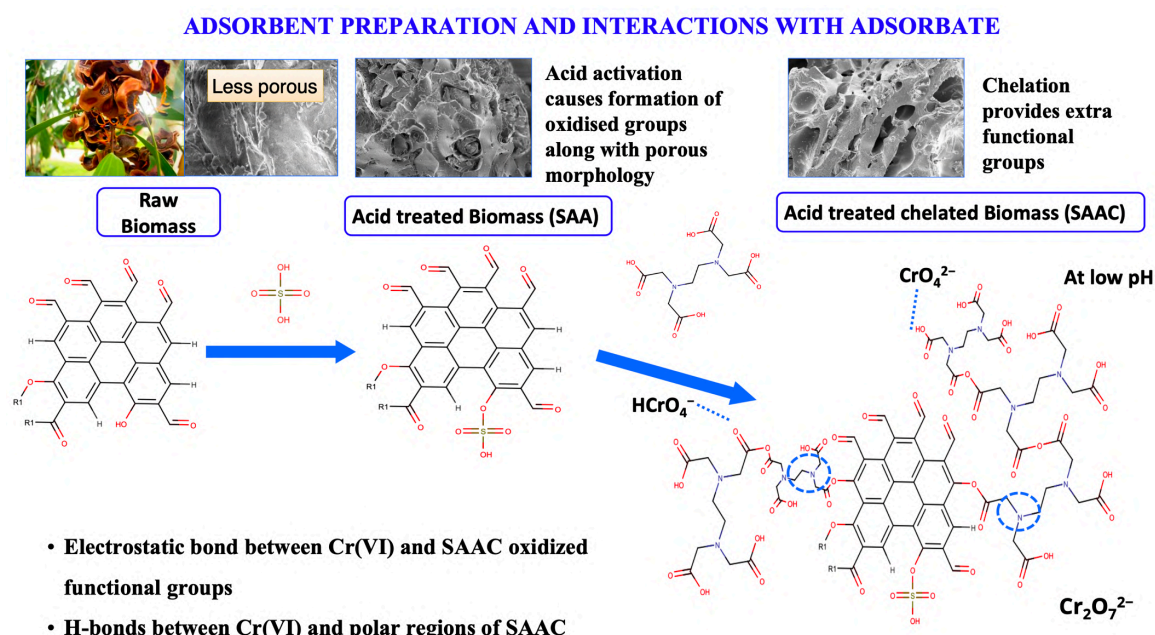 ADSORBENT PREPARATION AND INTERACTIONS WITH ADSORBATE
Less porous
Acid activation
causes formation of
oxidised groups
along with porous
morphology
Chelation
provides extra
functional
groups
Raw
Biomass
Acid treated Biomass (SAA)
Acid treated chelated Biomass (SAAC)
CrO₄²⁻
At low pH
HCrO₄⁻
Cr₂O₇²⁻
• Electrostatic bond between Cr(VI) and SAAC oxidized
functional groups
• H-bonds between Cr(VI) and polar regions of SAAC